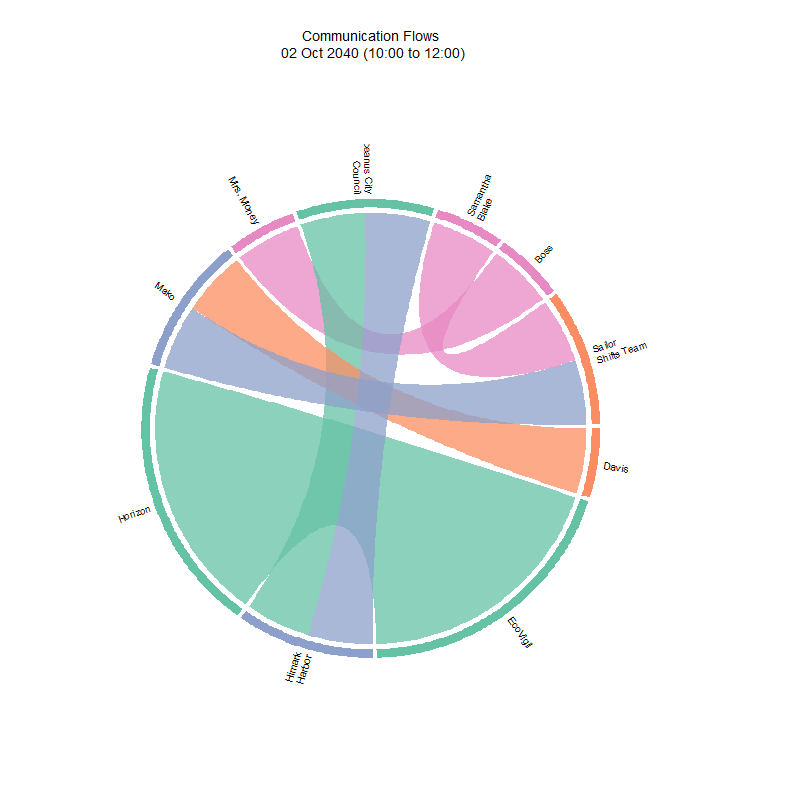 Communication Flows
02 Oct 2040 (10:00 to 12:00)
City
Council
Samantha
Blake
Boss
Sailor
Shifts Team
Davis
EcoVigil
Himark
Harbor
Horizon
Mako
Mrs. Money